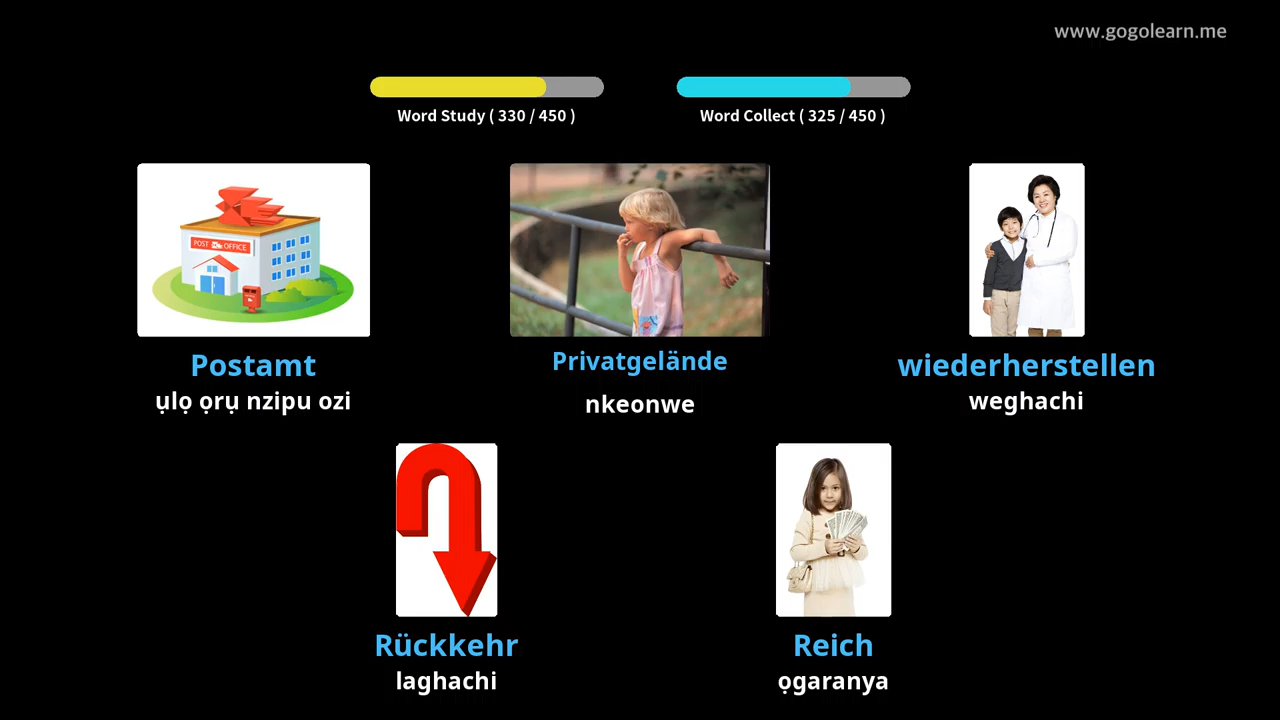 www.gogolearn.me
Word Study ( 330 / 450 )
Word Collect ( 325 / 450 )
POST OFFICE
Postamt
ụlọ ọrụ nzipu ozi
Privatgelände
nkeonwe
wiederherstellen
weghachi
Rückkehr
laghachi
Reich
ọgaranya